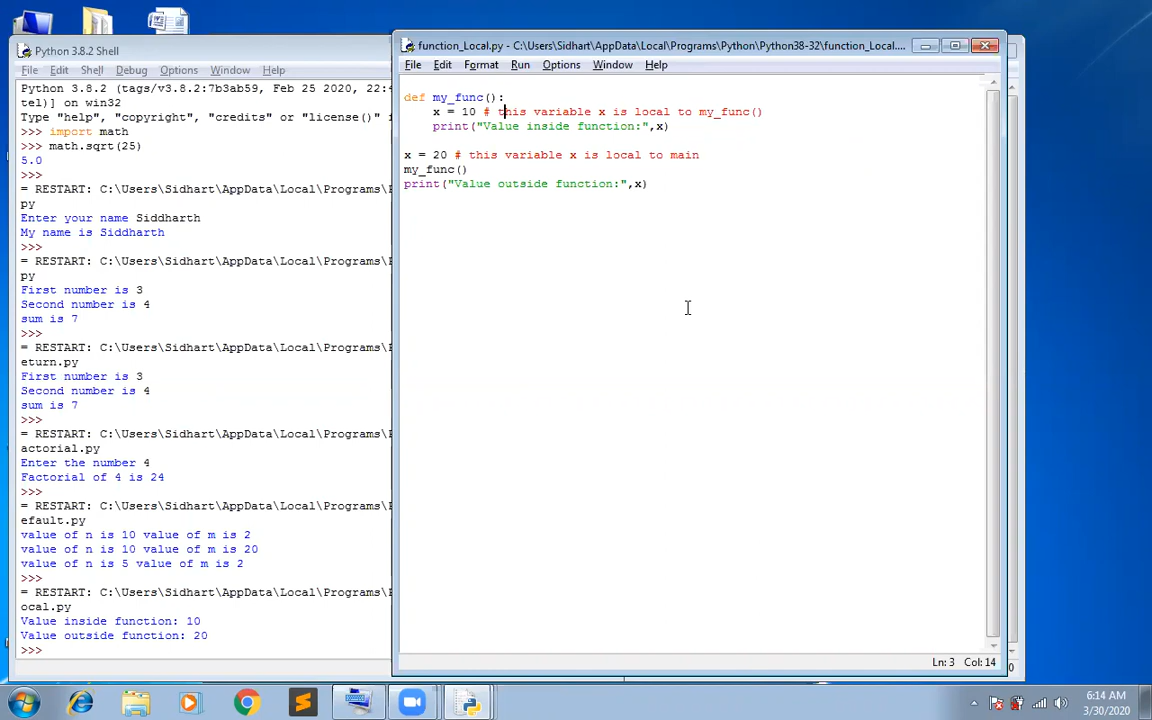 Python 3.8.2 Shell
File Edit Shell Debug Options Window Help
Python 3.8.2 (tags/v3.8.2:7b3ab59, Feb 25 2020, 22:4
tel)] on win32
Type "help", "copyright", "credits" or "license()" f
>>> import math
>>> math.sqrt(25)
5.0
>>>
= RESTART: C:\Users\Sidhart\AppData\Local\Programs\
py
Enter your name Siddharth
My name is Siddharth
>>>
= RESTART: C:\Users\Sidhart\AppData\Local\Programs\
py
First number is 3
Second number is 4
sum is 7
>>>
= RESTART: C:\Users\Sidhart\AppData\Local\Programs\
eturn.py
First number is 3
Second number is 4
sum is 7
>>>
= RESTART: C:\Users\Sidhart\AppData\Local\Programs\
actorial.py
Enter the number 4
Factorial of 4 is 24
>>>
= RESTART: C:\Users\Sidhart\AppData\Local\Programs\
efault.py
value of n is 10 value of m is 2
value of n is 10 value of m is 20
value of n is 5 value of m is 2
>>>
= RESTART: C:\Users\Sidhart\AppData\Local\Programs\
ocal.py
Value inside function: 10
Value outside function: 20
>>>
function_Local.py - C:\Users\Sidhart\AppData\Local\Programs\Python\Python38-32\function_Local....
File Edit Format Run Options Window Help
def my_func():
x = 10 # this variable x is local to my_func()
print("Value inside function:",x)
x = 20 # this variable x is local to main
my_func()
print("Value outside function:",x)
Ln: 3 Col: 14
0
6:14 AM
3/30/2020